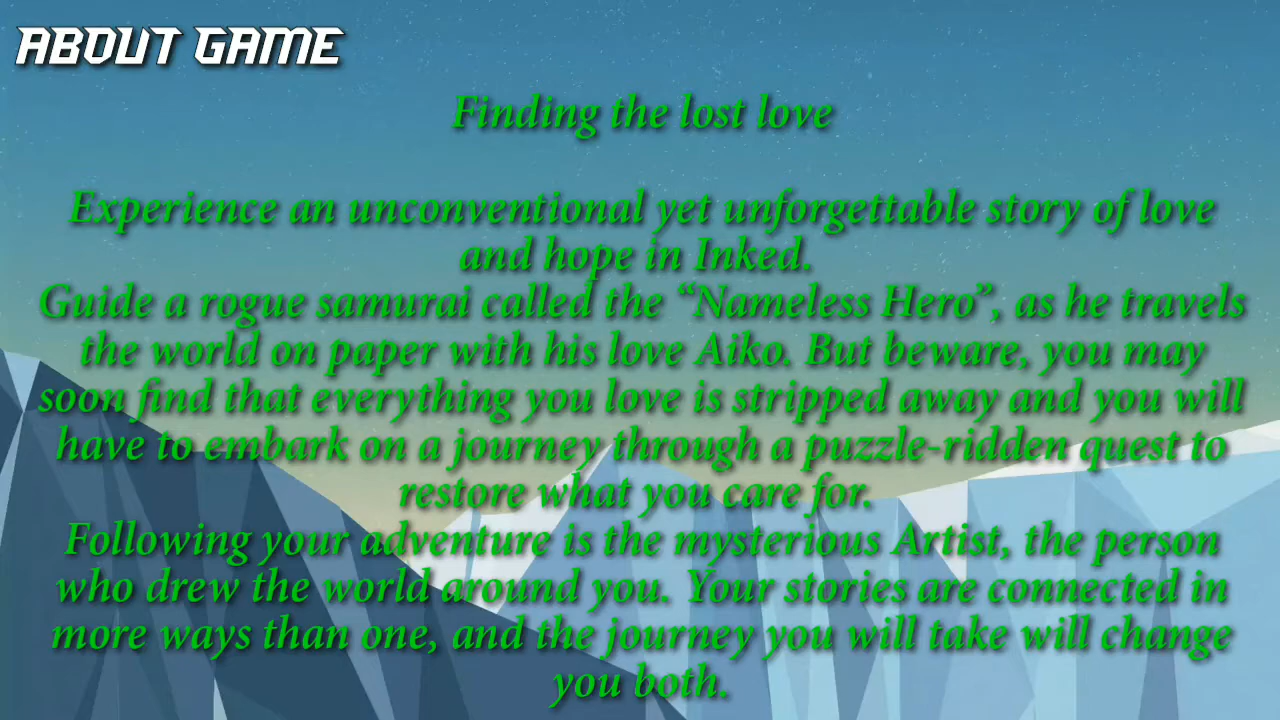 ABOUT GAME
Finding the lost love
Experience an unconventional yet unforgettable story of love
and hope in Inked.
Guide a rogue samurai called the “Nameless Hero”, as he travels
the world on paper with his love Aiko. But beware, you may
soon find that everything you love is stripped away and you will
have to embark on a journey through a puzzle-ridden quest to
restore what you care for.
Following your adventure is the mysterious Artist, the person
who drew the world around you. Your stories are connected in
more ways than one, and the journey you will take will change
you both.